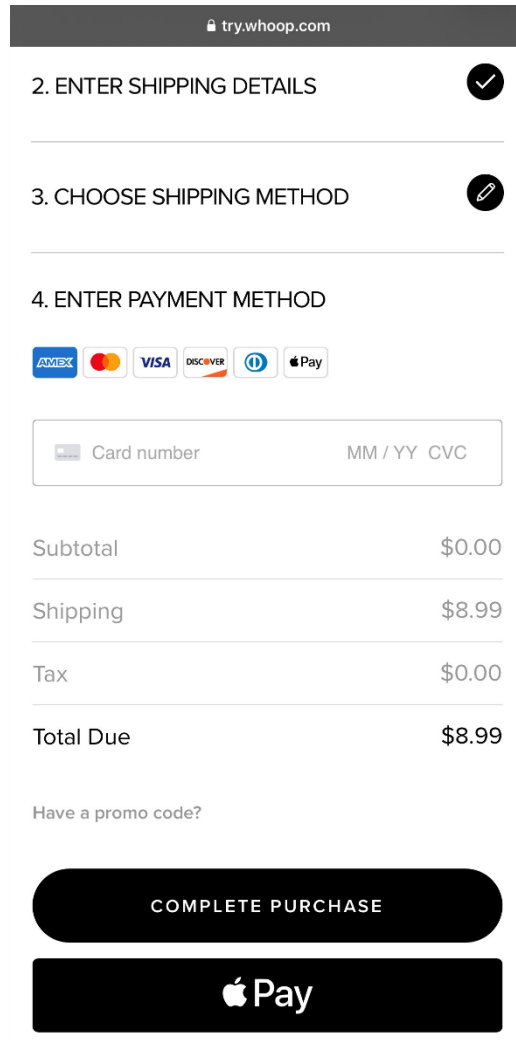 try.whoop.com
2. ENTER SHIPPING DETAILS
3. CHOOSE SHIPPING METHOD
4. ENTER PAYMENT METHOD
AMEX VISA DISCOVER Pay
Card number MM / YY CVC
Subtotal $0.00
Shipping $8.99
Tax $0.00
Total Due $8.99
Have a promo code?
COMPLETE PURCHASE
Pay